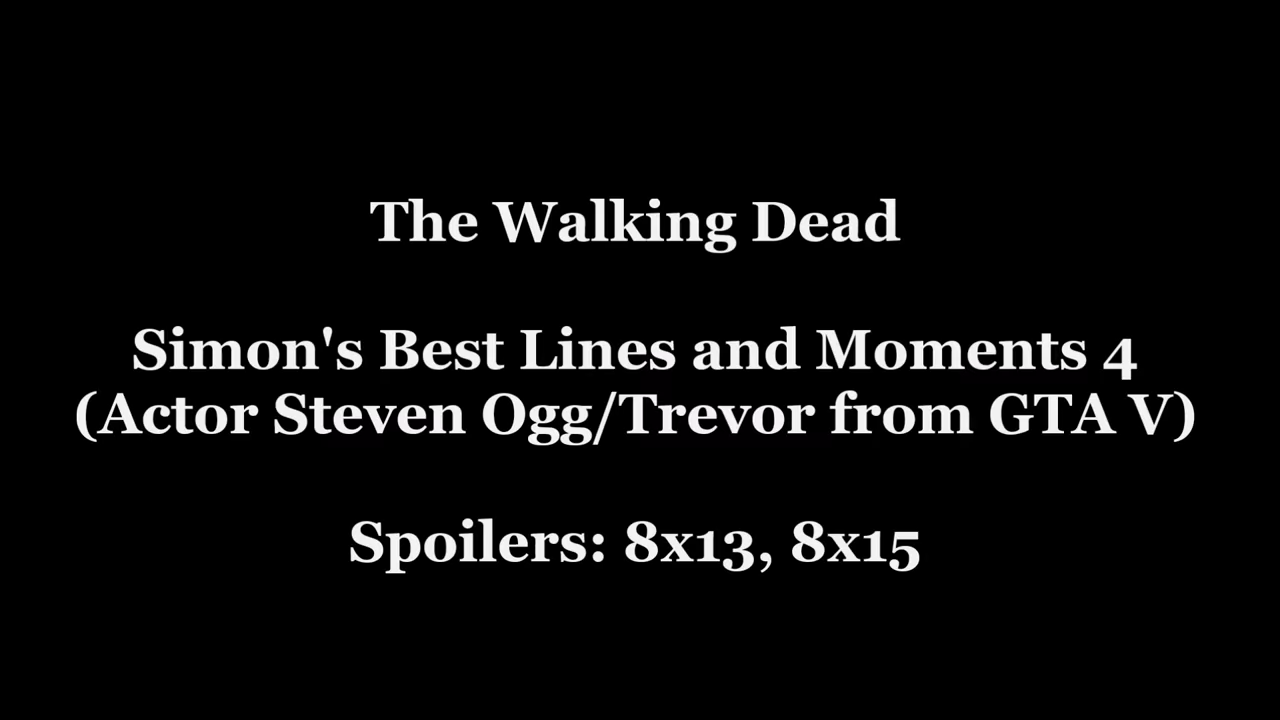 The Walking Dead
Simon's Best Lines and Moments 4
(Actor Steven Ogg/Trevor from GTA V)
Spoilers: 8x13, 8x15